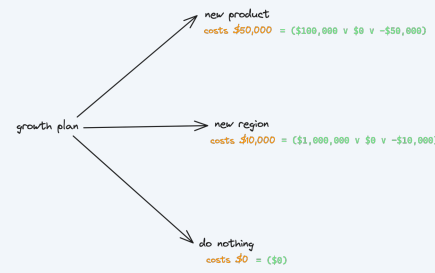 new product
costs $50,000 = ($100,000 v $0 v -$50,000)
growth plan
new region
costs $10,000 = ($1,000,000 v $0 v -$10,000)
do nothing
costs $0 = ($0)